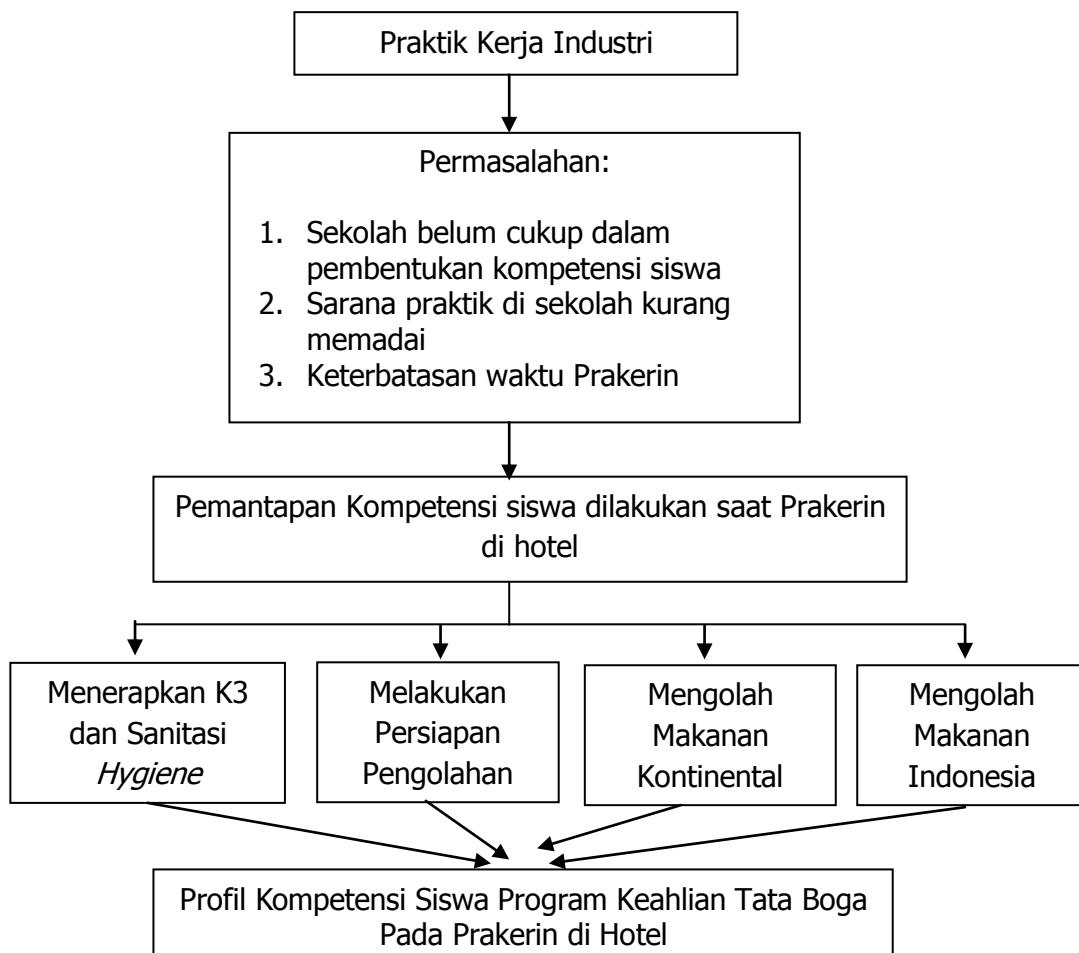 Praktik Kerja Industri
Permasalahan:
1. Sekolah belum cukup dalam
pembentukan kompetensi siswa
2. Sarana praktik di sekolah kurang
memadai
3. Keterbatasan waktu Prakerin
Pemantapan Kompetensi siswa dilakukan saat Prakerin
di hotel
Menerapkan K3
dan Sanitasi
Hygiene
Melakukan
Persiapan
Pengolahan
Mengolah
Makanan
Kontinental
Mengolah
Makanan
Indonesia
Profil Kompetensi Siswa Program Keahlian Tata Boga
Pada Prakerin di Hotel